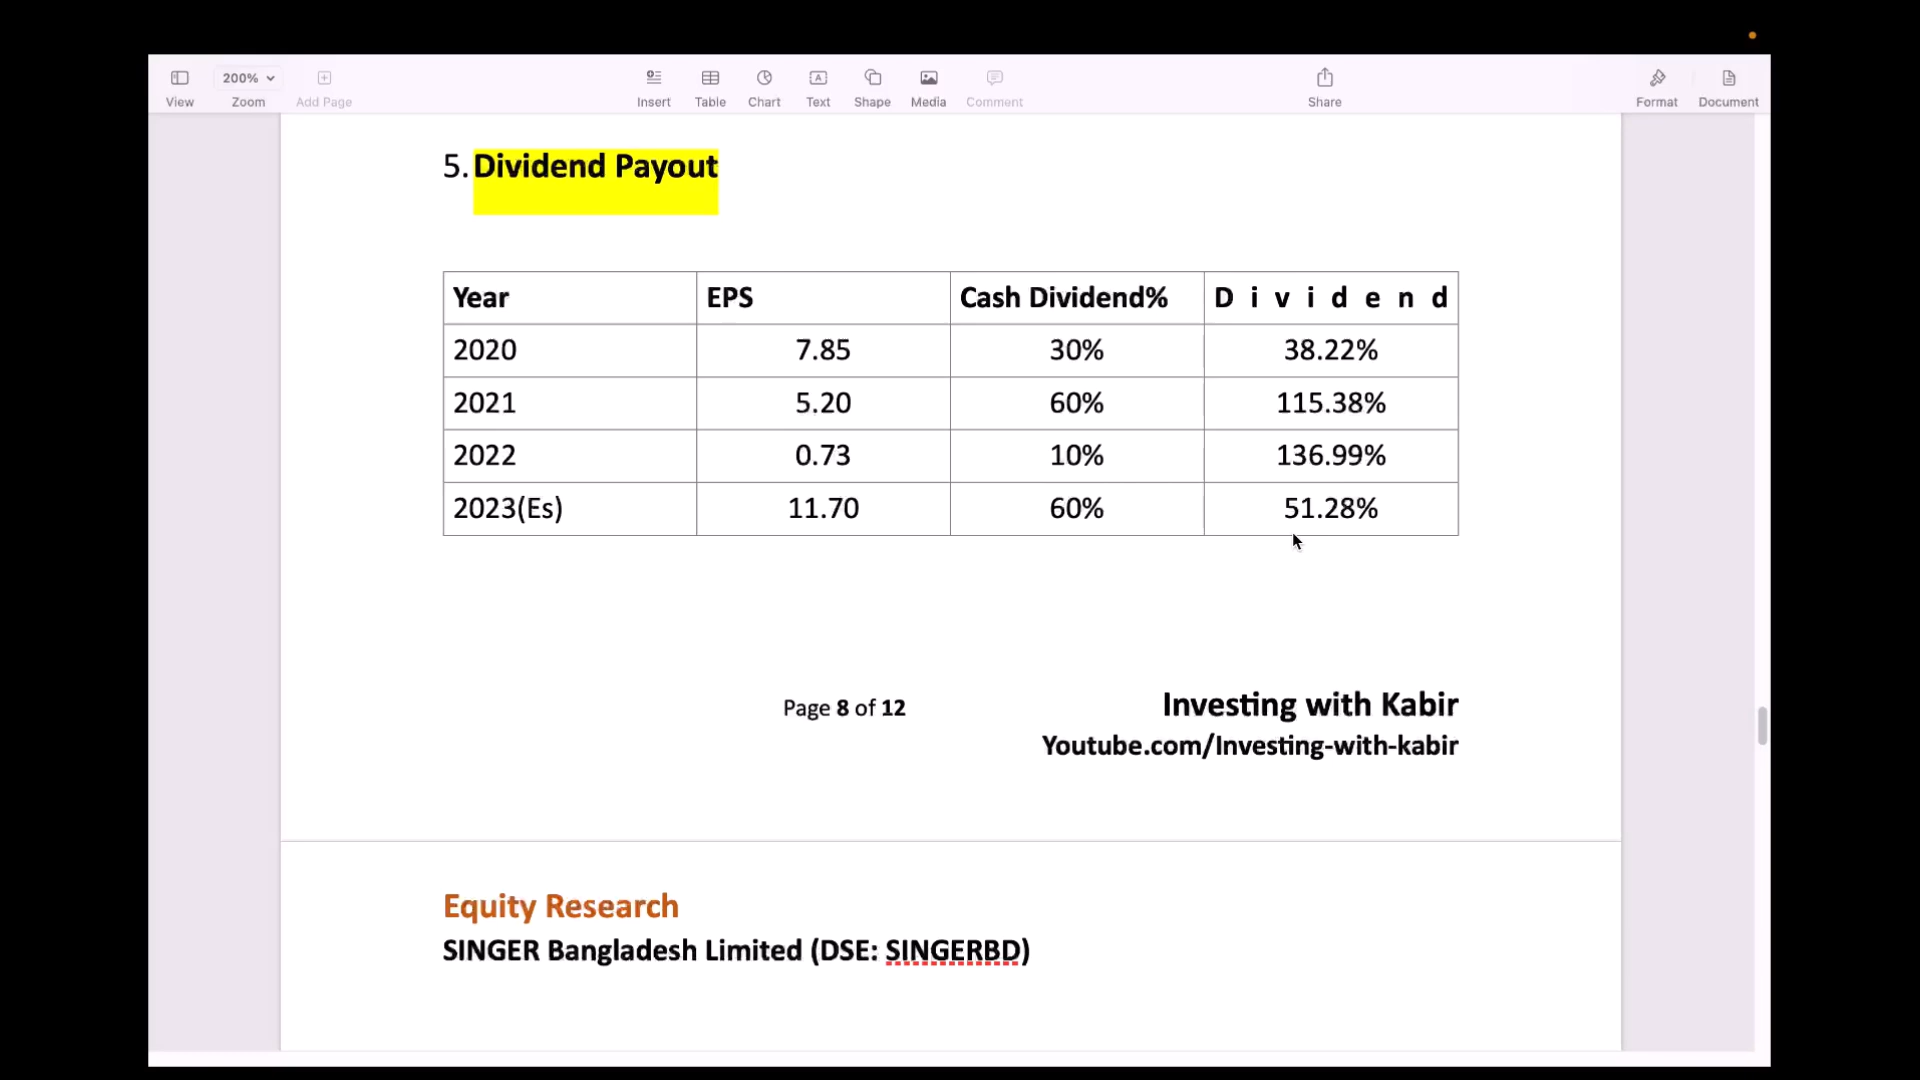 200%
View Zoom Add Page Insert Table Chart Text Shape Media Comment Share Format Document
5. Dividend Payout
Year EPS Cash Dividend% D i v i d e n d
2020 7.85 30% 38.22%
2021 5.20 60% 115.38%
2022 0.73 10% 136.99%
2023(Es) 11.70 60% 51.28%
Page 8 of 12 Investing with Kabir
Youtube.com/Investing-with-kabir
Equity Research
SINGER Bangladesh Limited (DSE: SINGERBD)